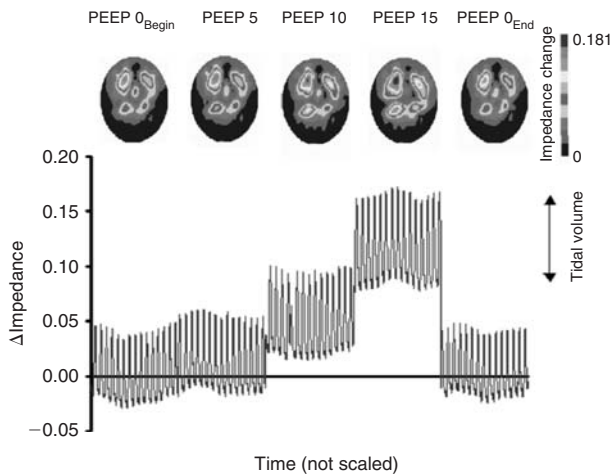 PEEP 0Begin PEEP 5 PEEP 10 PEEP 15 PEEP 0End
0.181
Impedance change
0
0.20
0.15
0.10
0.05
0.00
−0.05
ΔImpedance
Tidal volume
Time (not scaled)